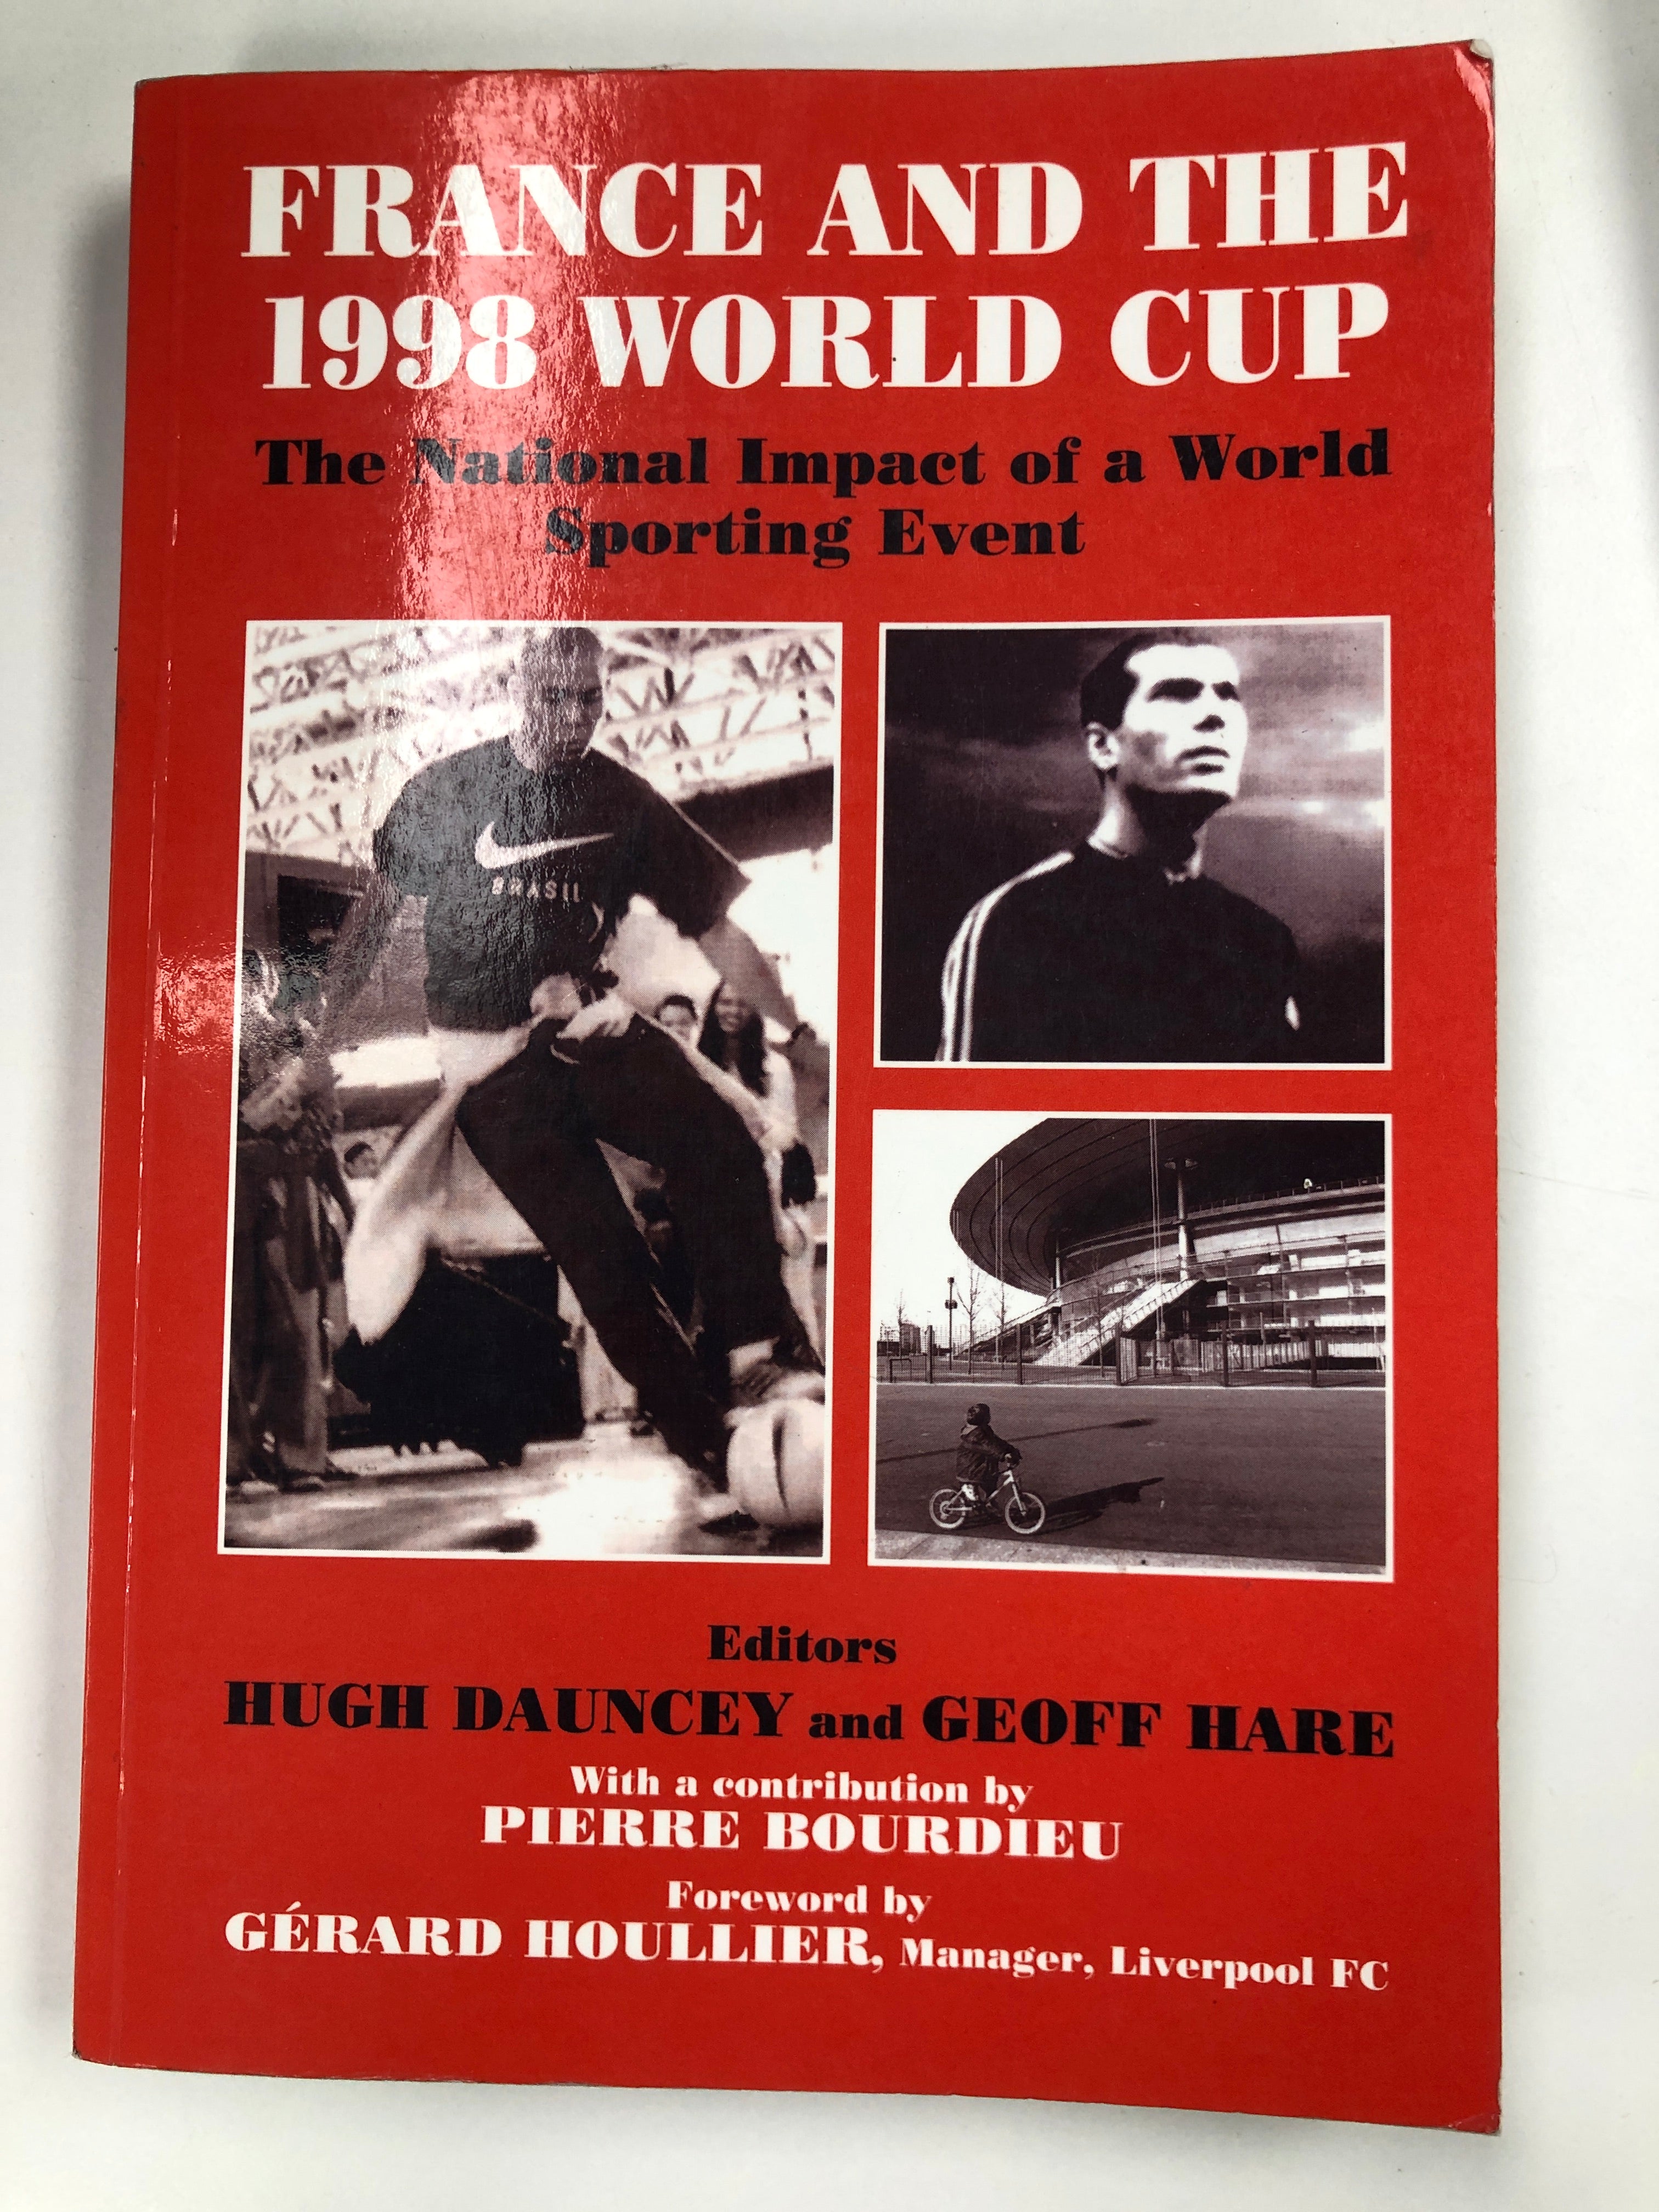 FRANCE AND THE
1998 WORLD CUP
The National Impact of a World
Sporting Event
BRASIL
Editors
HUGH DAUNCEY and GEOFF HARE
With a contribution by
PIERRE BOURDIEU
Foreword by
GÉRARD HOULLIER, Manager, Liverpool FC